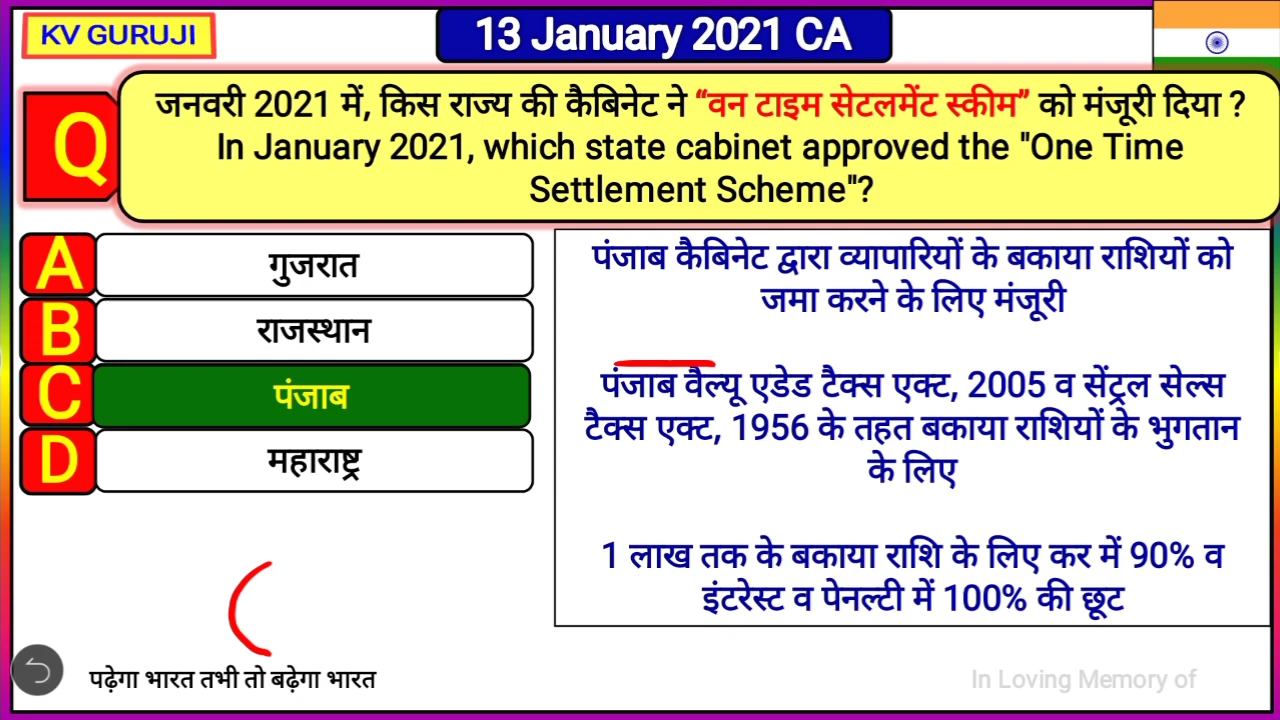 KV GURUJI
13 January 2021 CA
Q
जनवरी 2021 में, किस राज्य की कैबिनेट ने “वन टाइम सेटलमेंट स्कीम” को मंजूरी दिया ?
In January 2021, which state cabinet approved the "One Time
Settlement Scheme"?
A
गुजरात
B
राजस्थान
C
पंजाब
D
महाराष्ट्र
पंजाब कैबिनेट द्वारा व्यापारियों के बकाया राशियों को
जमा करने के लिए मंजूरी
पंजाब वैल्यू एडेड टैक्स एक्ट, 2005 व सेंट्रल सेल्स
टैक्स एक्ट, 1956 के तहत बकाया राशियों के भुगतान
के लिए
1 लाख तक के बकाया राशि के लिए कर में 90% व
इंटरेस्ट व पेनल्टी में 100% की छूट
पढ़ेगा भारत तभी तो बढ़ेगा भारत
In Loving Memory of